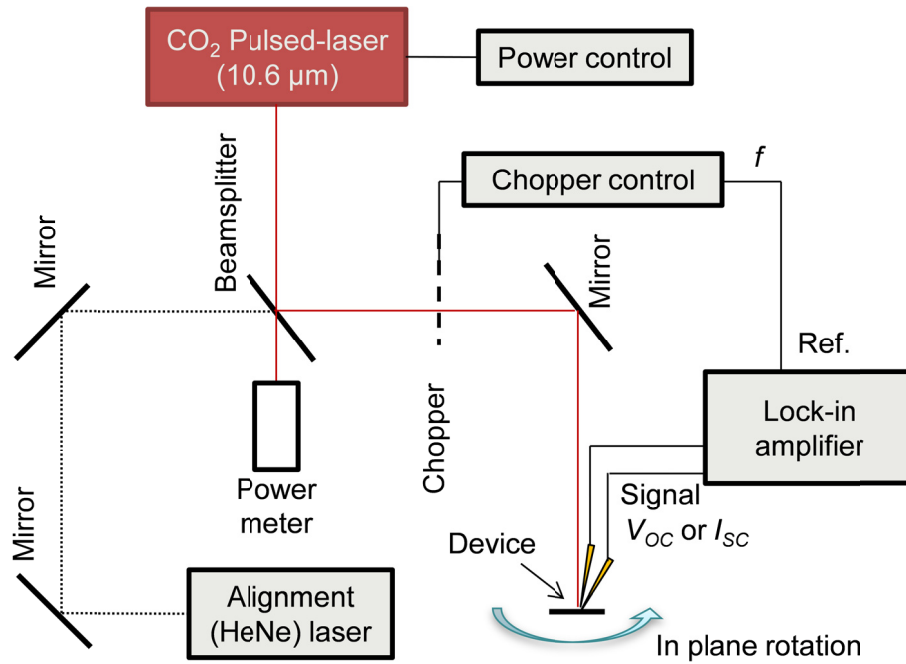 CO2 Pulsed-laser
(10.6 µm)
Power control
Chopper control
f
Beamsplitter
Mirror
Mirror
Ref.
Lock-in
amplifier
Chopper
Power
meter
Signal
VOC or ISC
Mirror
Device
Alignment
(HeNe) laser
In plane rotation